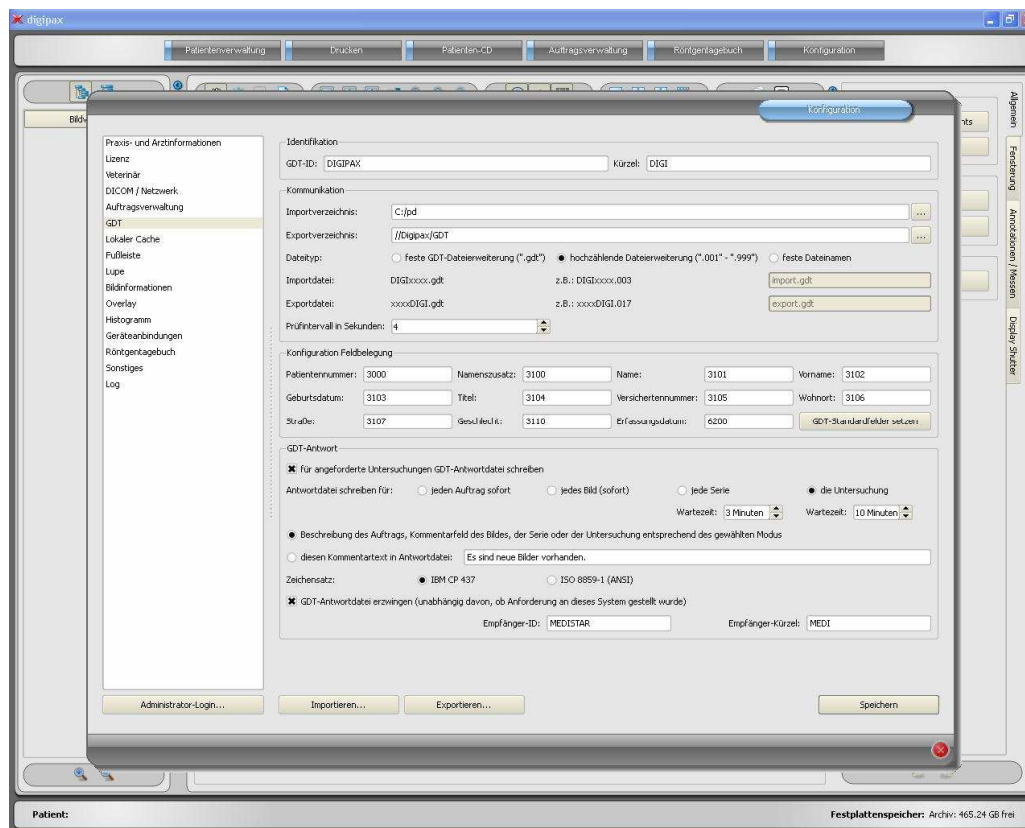 digipax
Patientenverwaltung Drucken Patienten-CD Auftragsverwaltung Röntgentagebuch Konfiguration
Konfiguration
Allgemein
Fensterung
Annotationen / Messen
Display Shutter
Praxis- und Arztinformationen
Lizenz
Veterinär
DICOM / Netzwerk
Auftragsverwaltung
GDT
Lokaler Cache
Fußleiste
Lupe
Bildinformationen
Overlay
Histogramm
Geräteanbindungen
Röntgentagebuch
Sonstiges
Log
Identifikation
GDT-ID: DIGIPAX Kürzel: DIGI
Kommunikation
Importverzeichnis: C:/pd ...
Exportverzeichnis: //Digipax/GDT ...
Dateityp: feste GDT-Dateierweiterung (".gdt") hochzählende Dateierweiterung (".001" - ".999") feste Dateinamen
Importdatei: DIGIxxxx.gdt z.B.: DIGIxxxx.003 import.gdt
Exportdatei: xxxxDIGI.gdt z.B.: xxxxDIGI.017 export.gdt
Prüfintervall in Sekunden: 4
Konfiguration Feldbelegung
Patientennummer: 3000 Namenszusatz: 3100 Name: 3101 Vorname: 3102
Geburtsdatum: 3103 Titel: 3104 Versichertennummer: 3105 Wohnort: 3106
Straße: 3107 Geschlecht: 3110 Erfassungsdatum: 6200 GDT-Standardfelder setzen
GDT-Antwort
für angeforderte Untersuchungen GDT-Antwortdatei schreiben
Antwortdatei schreiben für: jeden Auftrag sofort jedes Bild (sofort) jede Serie die Untersuchung
Wartezeit: 3 Minuten Wartezeit: 10 Minuten
Beschreibung des Auftrags, Kommentarfeld des Bildes, der Serie oder der Untersuchung entsprechend des gewählten Modus
diesen Kommentartext in Antwortdatei: Es sind neue Bilder vorhanden.
Zeichensatz: IBM CP 437 ISO 8859-1 (ANSI)
GDT-Antwortdatei erzwingen (unabhängig davon, ob Anforderung an dieses System gestellt wurde)
Empfänger-ID: MEDISTAR Empfänger-Kürzel: MEDI
Administrator-Login... Importieren... Exportieren... Speichern
Patient: Festplattenspeicher: Archiv: 465.24 GB frei